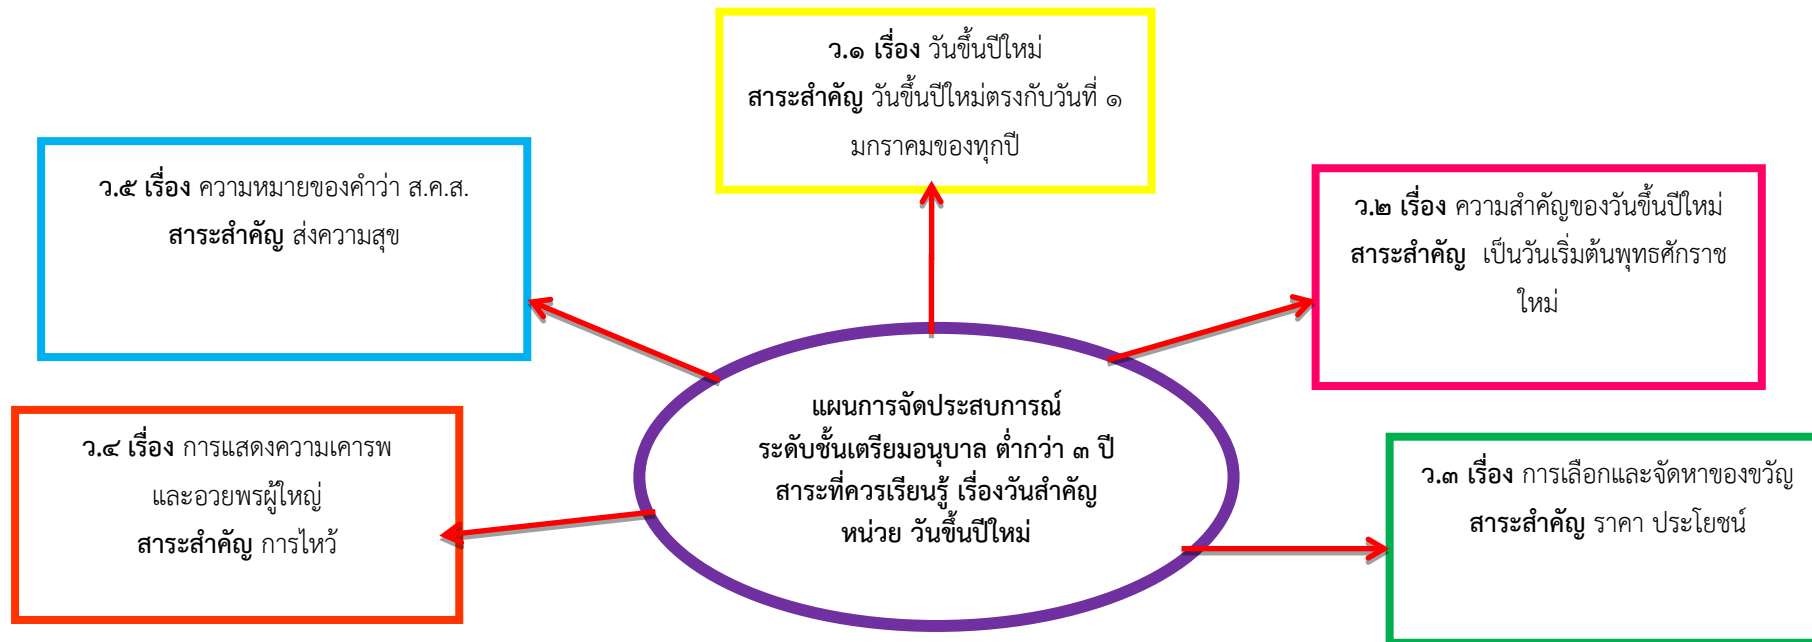 ว.๑ เรื่อง วันขึ้นปีใหม่
สาระสำคัญ วันขึ้นปีใหม่ตรงกับวันที่ ๑
มกราคมของทุกปี
ว.๒ เรื่อง ความสำคัญของวันขึ้นปีใหม่
สาระสำคัญ เป็นวันเริ่มต้นพุทธศักราช
ใหม่
ว.๓ เรื่อง การเลือกและจัดหาของขวัญ
สาระสำคัญ ราคา ประโยชน์
ว.๔ เรื่อง การแสดงความเคารพ
และอวยพรผู้ใหญ่
สาระสำคัญ การไหว้
ว.๕ เรื่อง ความหมายของคำว่า ส.ค.ส.
สาระสำคัญ ส่งความสุข
แผนการจัดประสบการณ์
ระดับชั้นเตรียมอนุบาล ต่ำกว่า ๓ ปี
สาระที่ควรเรียนรู้ เรื่องวันสำคัญ
หน่วย วันขึ้นปีใหม่